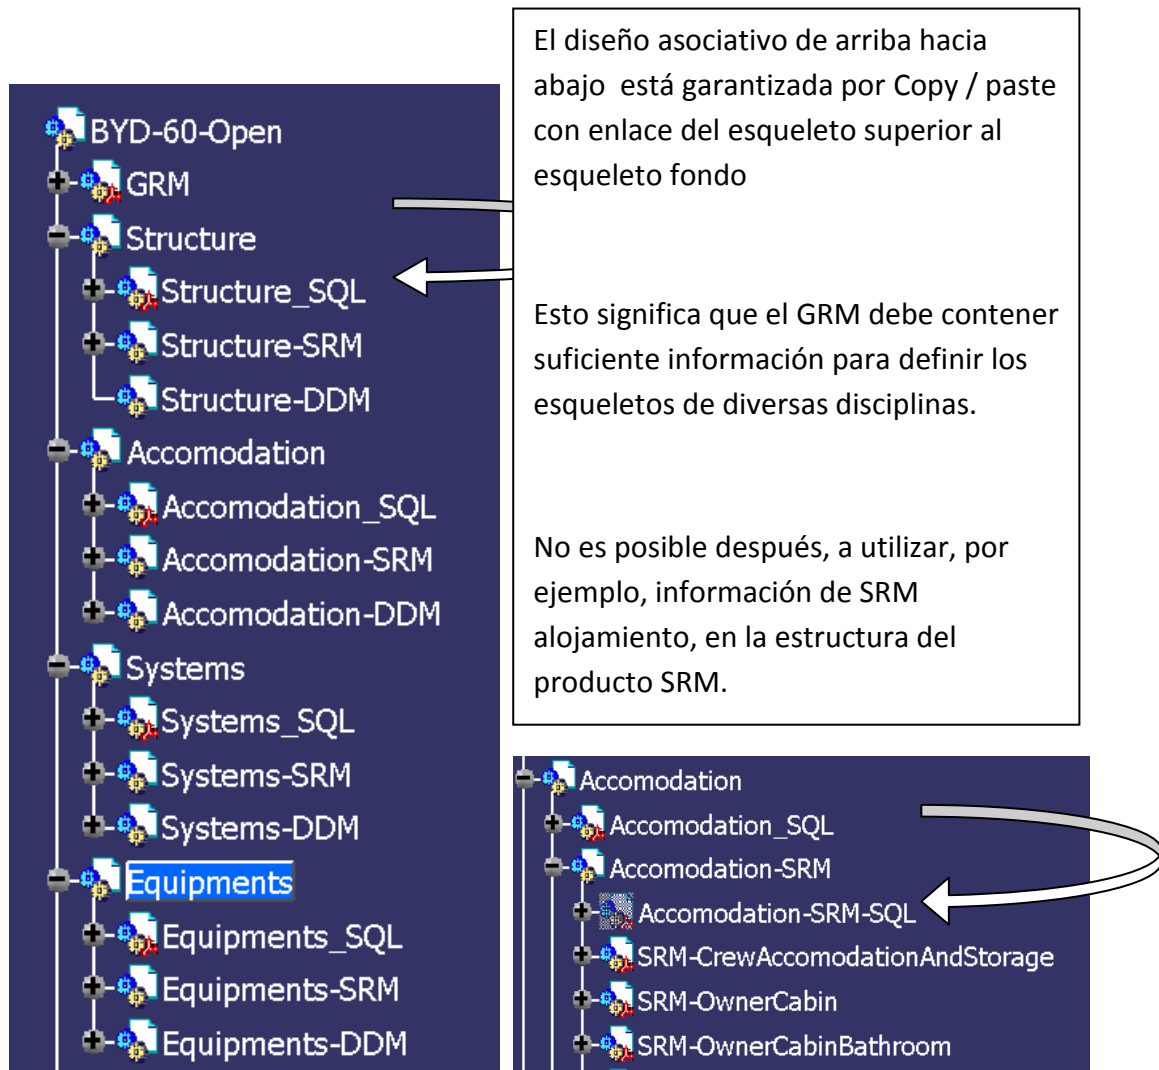 BYD-60-Open
GRM
Structure
Structure_SQL
Structure-SRM
Structure-DDM
Accomodation
Accomodation_SQL
Accomodation-SRM
Accomodation-DDM
Systems
Systems_SQL
Systems-SRM
Systems-DDM
Equipments
Equipments_SQL
Equipments-SRM
Equipments-DDM
El diseño asociativo de arriba hacia
abajo está garantizada por Copy / paste
con enlace del esqueleto superior al
esqueleto fondo
Esto significa que el GRM debe contener
suficiente información para definir los
esqueletos de diversas disciplinas.
No es posible después, a utilizar, por
ejemplo, información de SRM
alojamiento, en la estructura del
producto SRM.
Accomodation
Accomodation_SQL
Accomodation-SRM
Accomodation-SRM-SQL
SRM-CrewAccomodationAndStorage
SRM-OwnerCabin
SRM-OwnerCabinBathroom